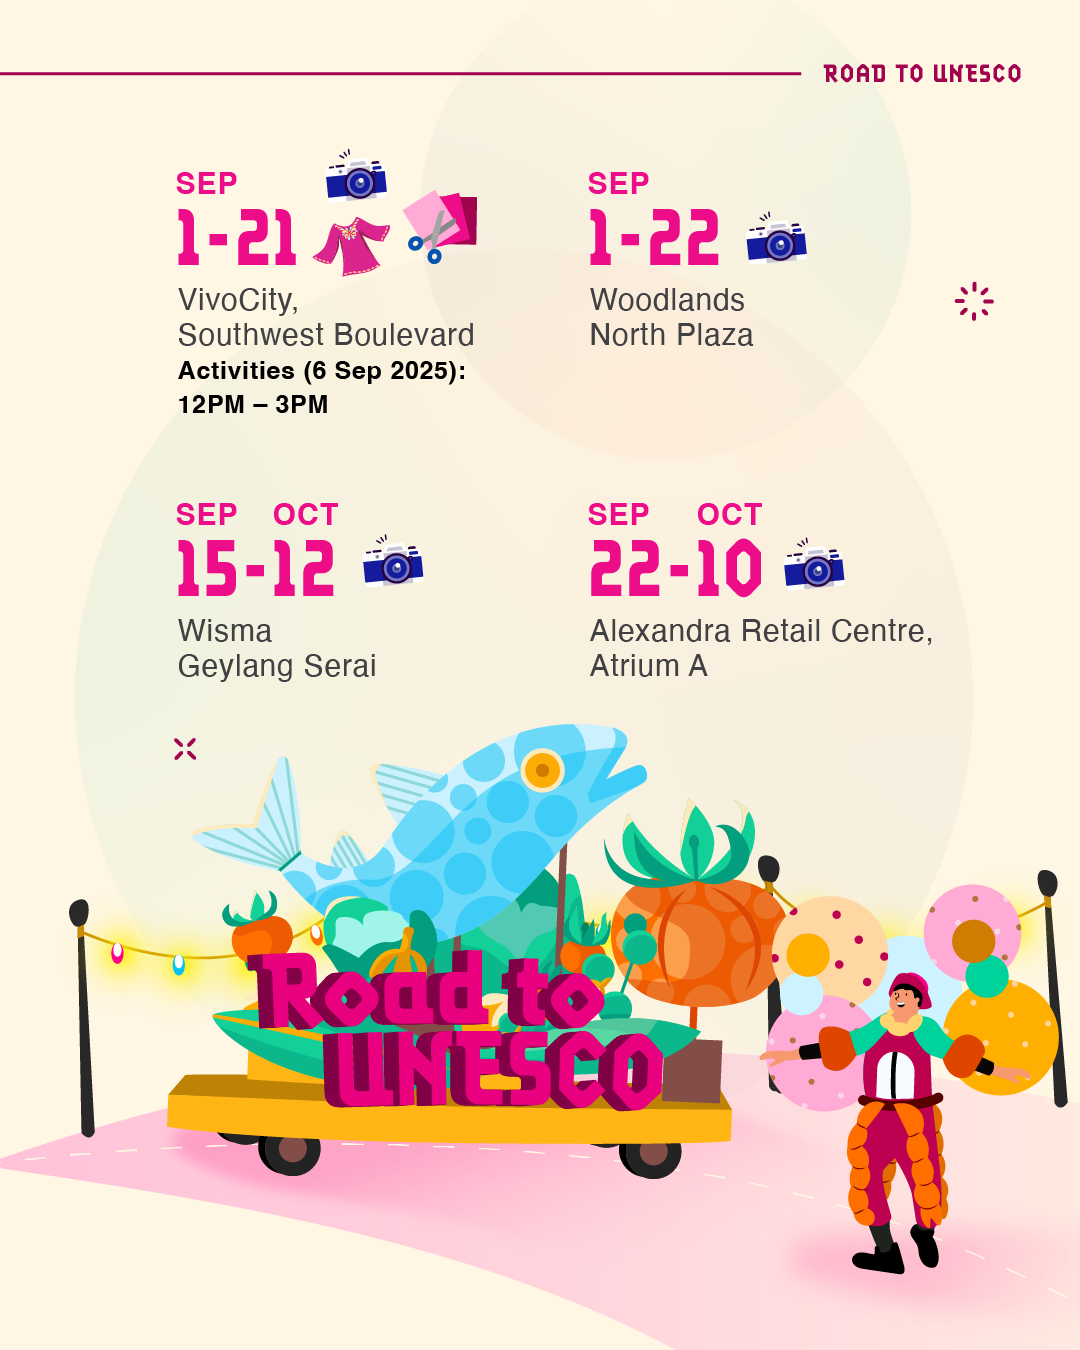 ROAD TO UNESCO
SEP
1-21
VivoCity,
Southwest Boulevard
Activities (6 Sep 2025):
12PM – 3PM
SEP
1-22
Woodlands
North Plaza
SEP OCT
15-12
Wisma
Geylang Serai
SEP OCT
22-10
Alexandra Retail Centre,
Atrium A
Road to
UNESCO